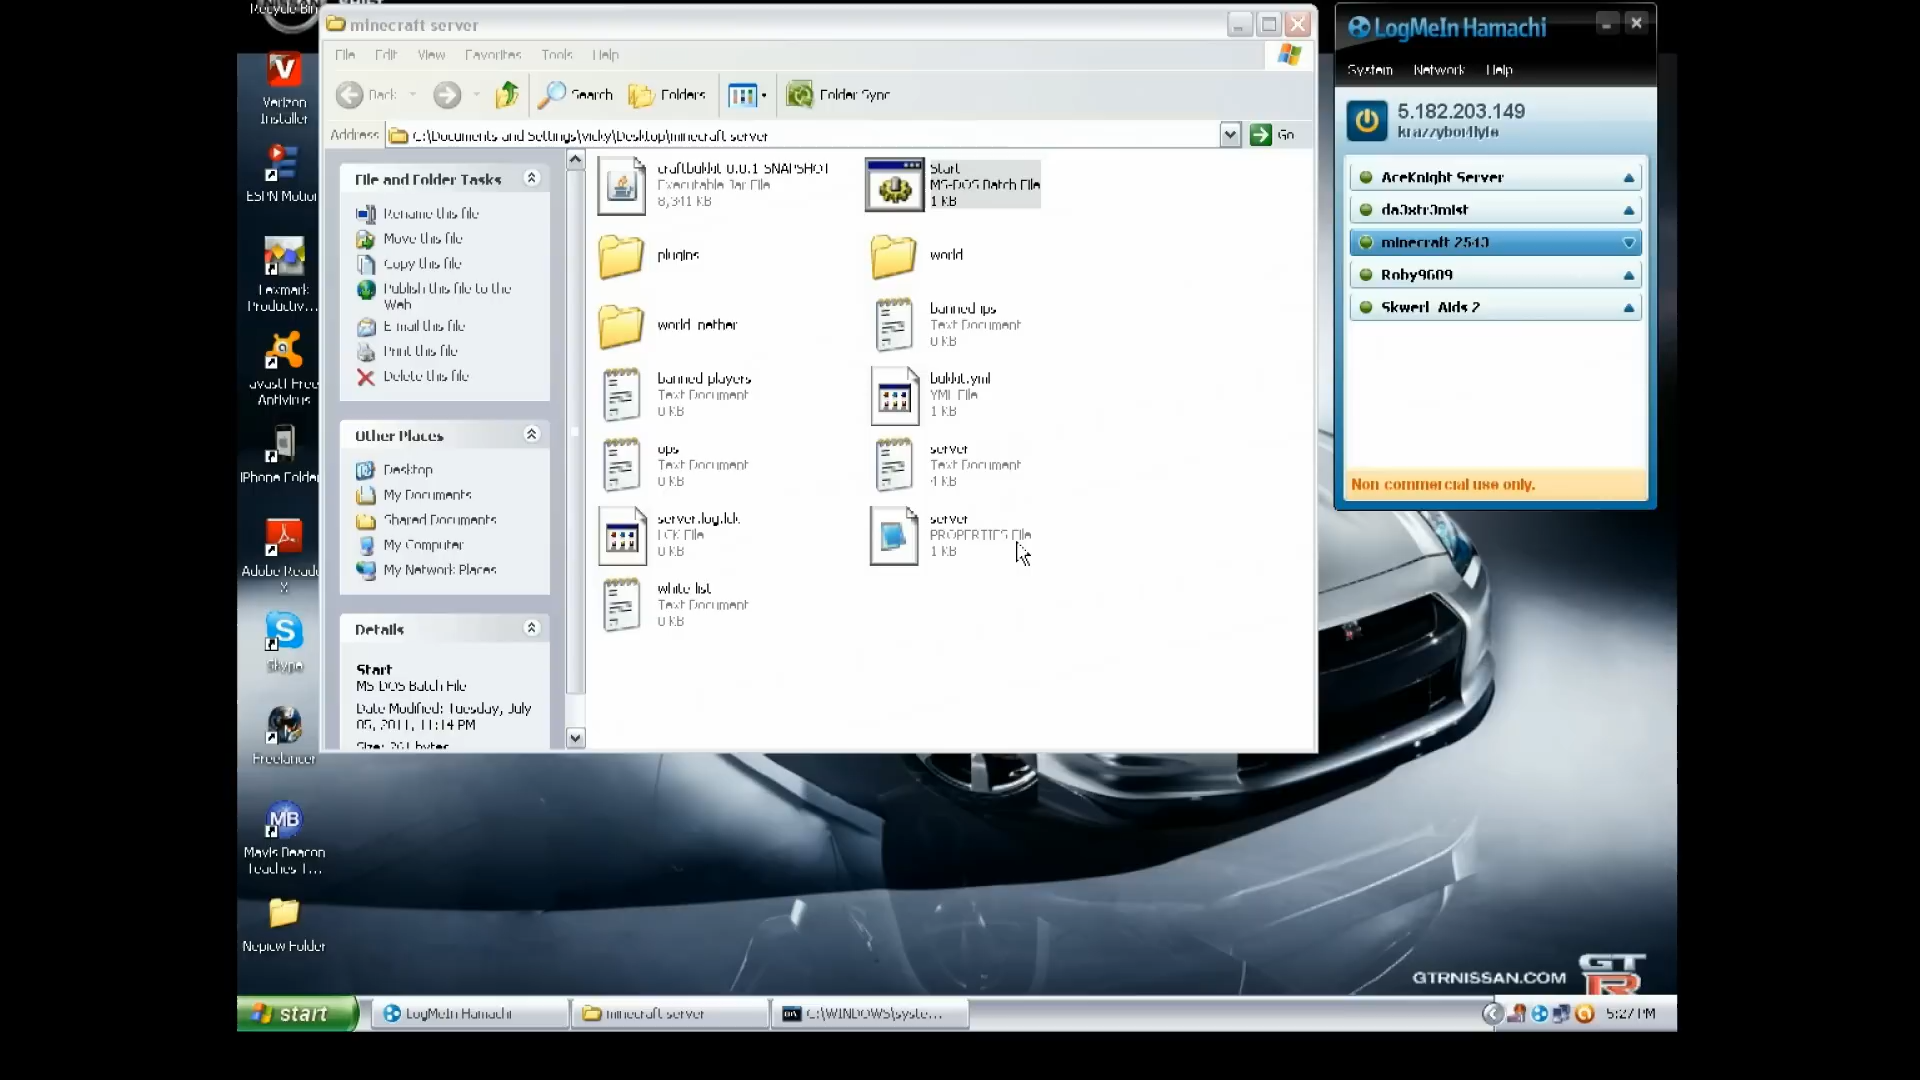 Recycle Bin
minecraft server
File Edit View Favorites Tools Help
Back Search Folders Folder Sync
Address C:\Documents and Settings\vicky\Desktop\minecraft server Go
File and Folder Tasks
Rename this file
Move this file
Copy this file
Publish this file to the
Web
E-mail this file
Print this file
Delete this file
Other Places
Desktop
My Documents
Shared Documents
My Computer
My Network Places
Details
Start
MS-DOS Batch File
Date Modified: Tuesday, July
05, 2011, 11:14 PM
Size: 261 bytes
craftbukkit-0.0.1-SNAPSHOT
Executable Jar File
8,341 KB
Start
MS-DOS Batch File
1 KB
plugins
world
world_nether
banned-ips
Text Document
0 KB
banned-players
Text Document
0 KB
bukkit.yml
YML File
1 KB
ops
Text Document
0 KB
server
Text Document
4 KB
server.log.lck
LCK File
0 KB
server
PROPERTIES File
1 KB
white-list
Text Document
0 KB
Verizon
Installer
ESPN Motion
Lexmark
Productiv...
avast! Free
Antivirus
iPhone Folder
Adobe Reade
X
Skype
Freelancer
MB
Mavis Beacon
Teaches T...
Nepiew Folder
LogMeIn Hamachi
System Network Help
5.182.203.149
krazzyboi4lyfe
AceKnight Server
da3xtr3mist
minecraft 2543
Roby9609
Skwerl_Aids 2
Non-commercial use only.
GTRNISSAN.COM
GT
R
start
LogMeIn Hamachi
minecraft server
C:\WINDOWS\syste...
5:27 PM